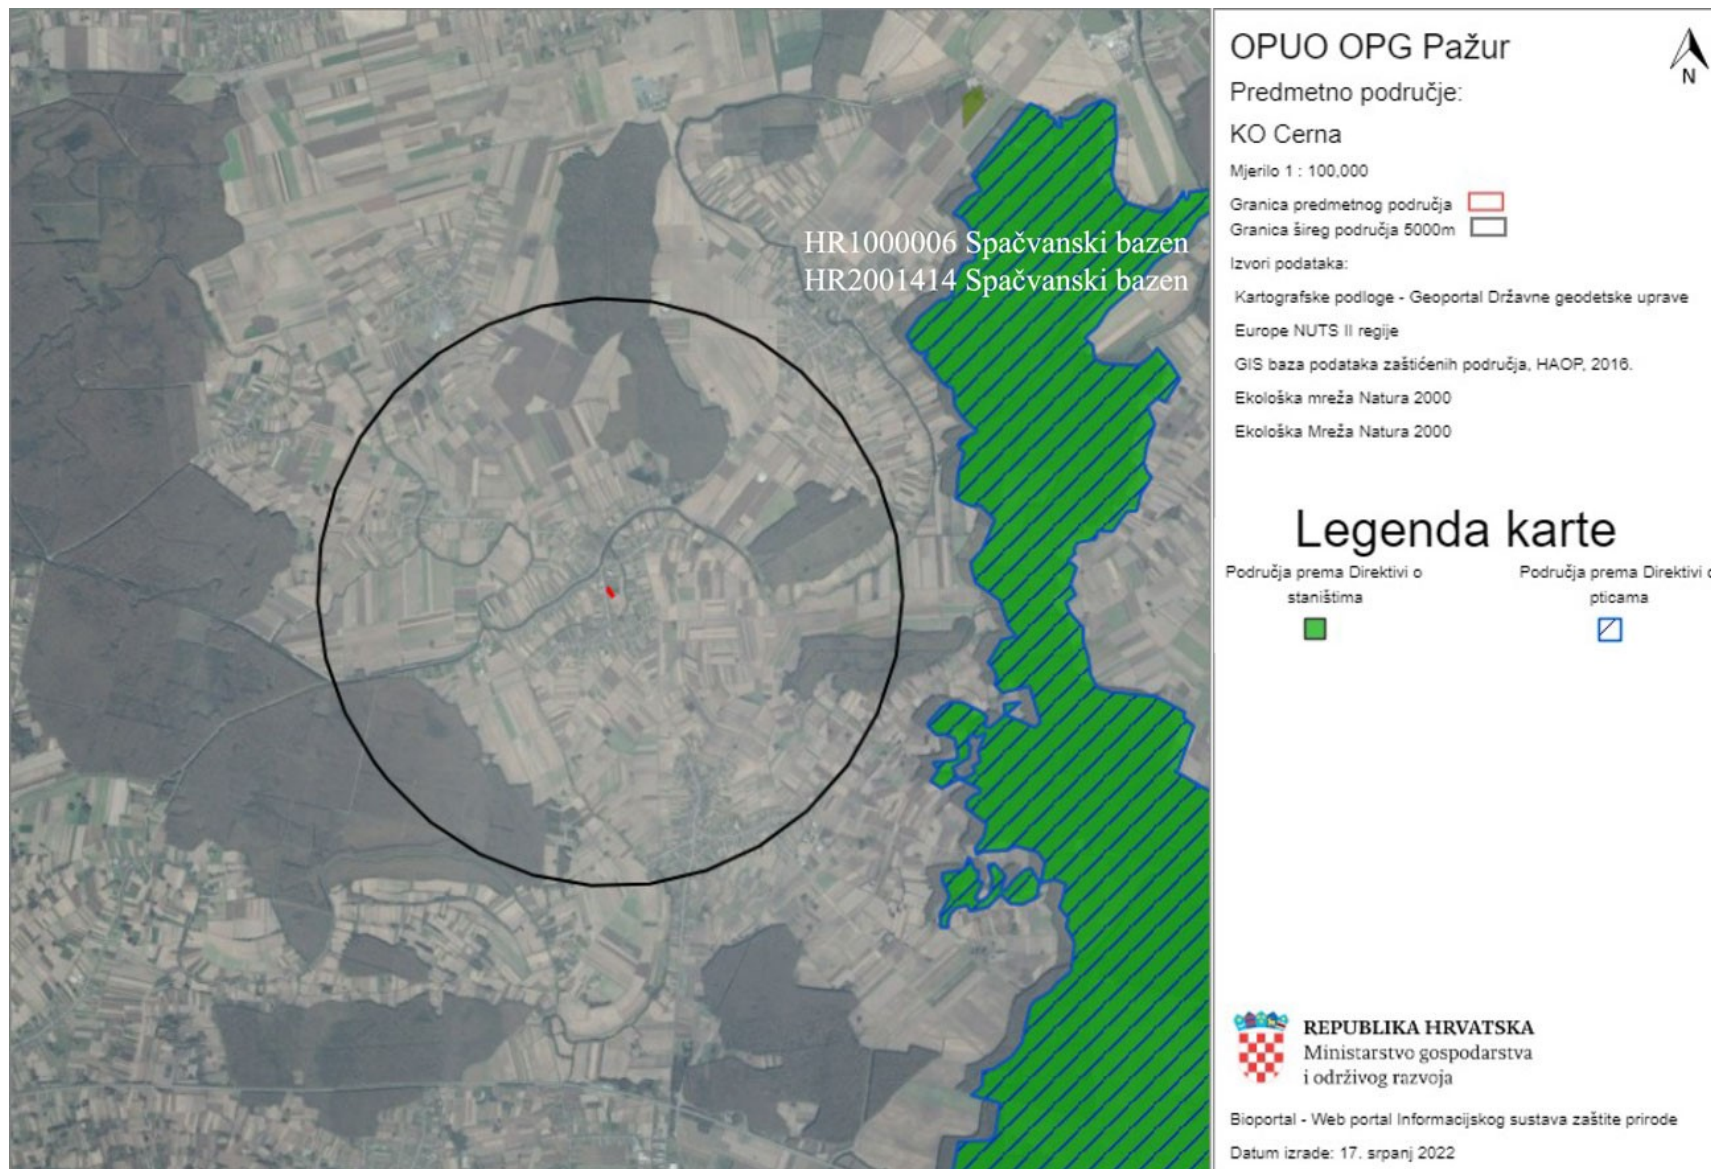 HR1000006 Spačvanski bazen
HR2001414 Spačvanski bazen
OPUO OPG Pažur
N
Predmetno područje:
KO Cerna
Mjerilo 1 : 100,000
Granica predmetnog područja
Granica šireg područja 5000m
Izvori podataka:
Kartografske podloge - Geoportal Državne geodetske uprave
Europe NUTS II regije
GIS baza podataka zaštićenih područja, HAOP, 2016.
Ekološka mreža Natura 2000
Ekološka Mreža Natura 2000
Legenda karte
Područja prema Direktivi o
staništima
Područja prema Direktivi o
pticama
REPUBLIKA HRVATSKA
Ministarstvo gospodarstva
i održivog razvoja
Bioportal - Web portal Informacijskog sustava zaštite prirode
Datum izrade: 17. srpanj 2022